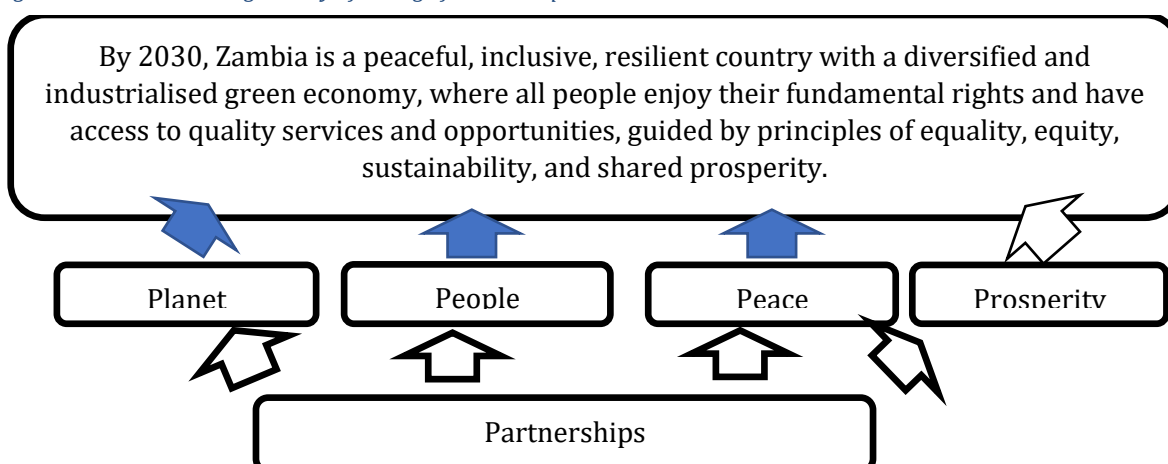 By 2030, Zambia is a peaceful, inclusive, resilient country with a diversified and
industrialised green economy, where all people enjoy their fundamental rights and have
access to quality services and opportunities, guided by principles of equality, equity,
sustainability, and shared prosperity.
Planet People Peace Prosperity
Partnerships